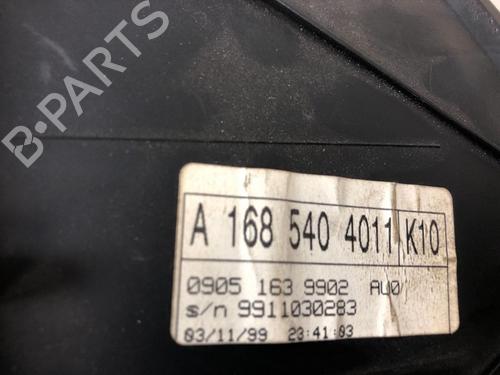 B-PARTS
A 168 540 4011 K10
0905 163 9902 AU0
s/n 9911030283
03/11/99 23:41:03